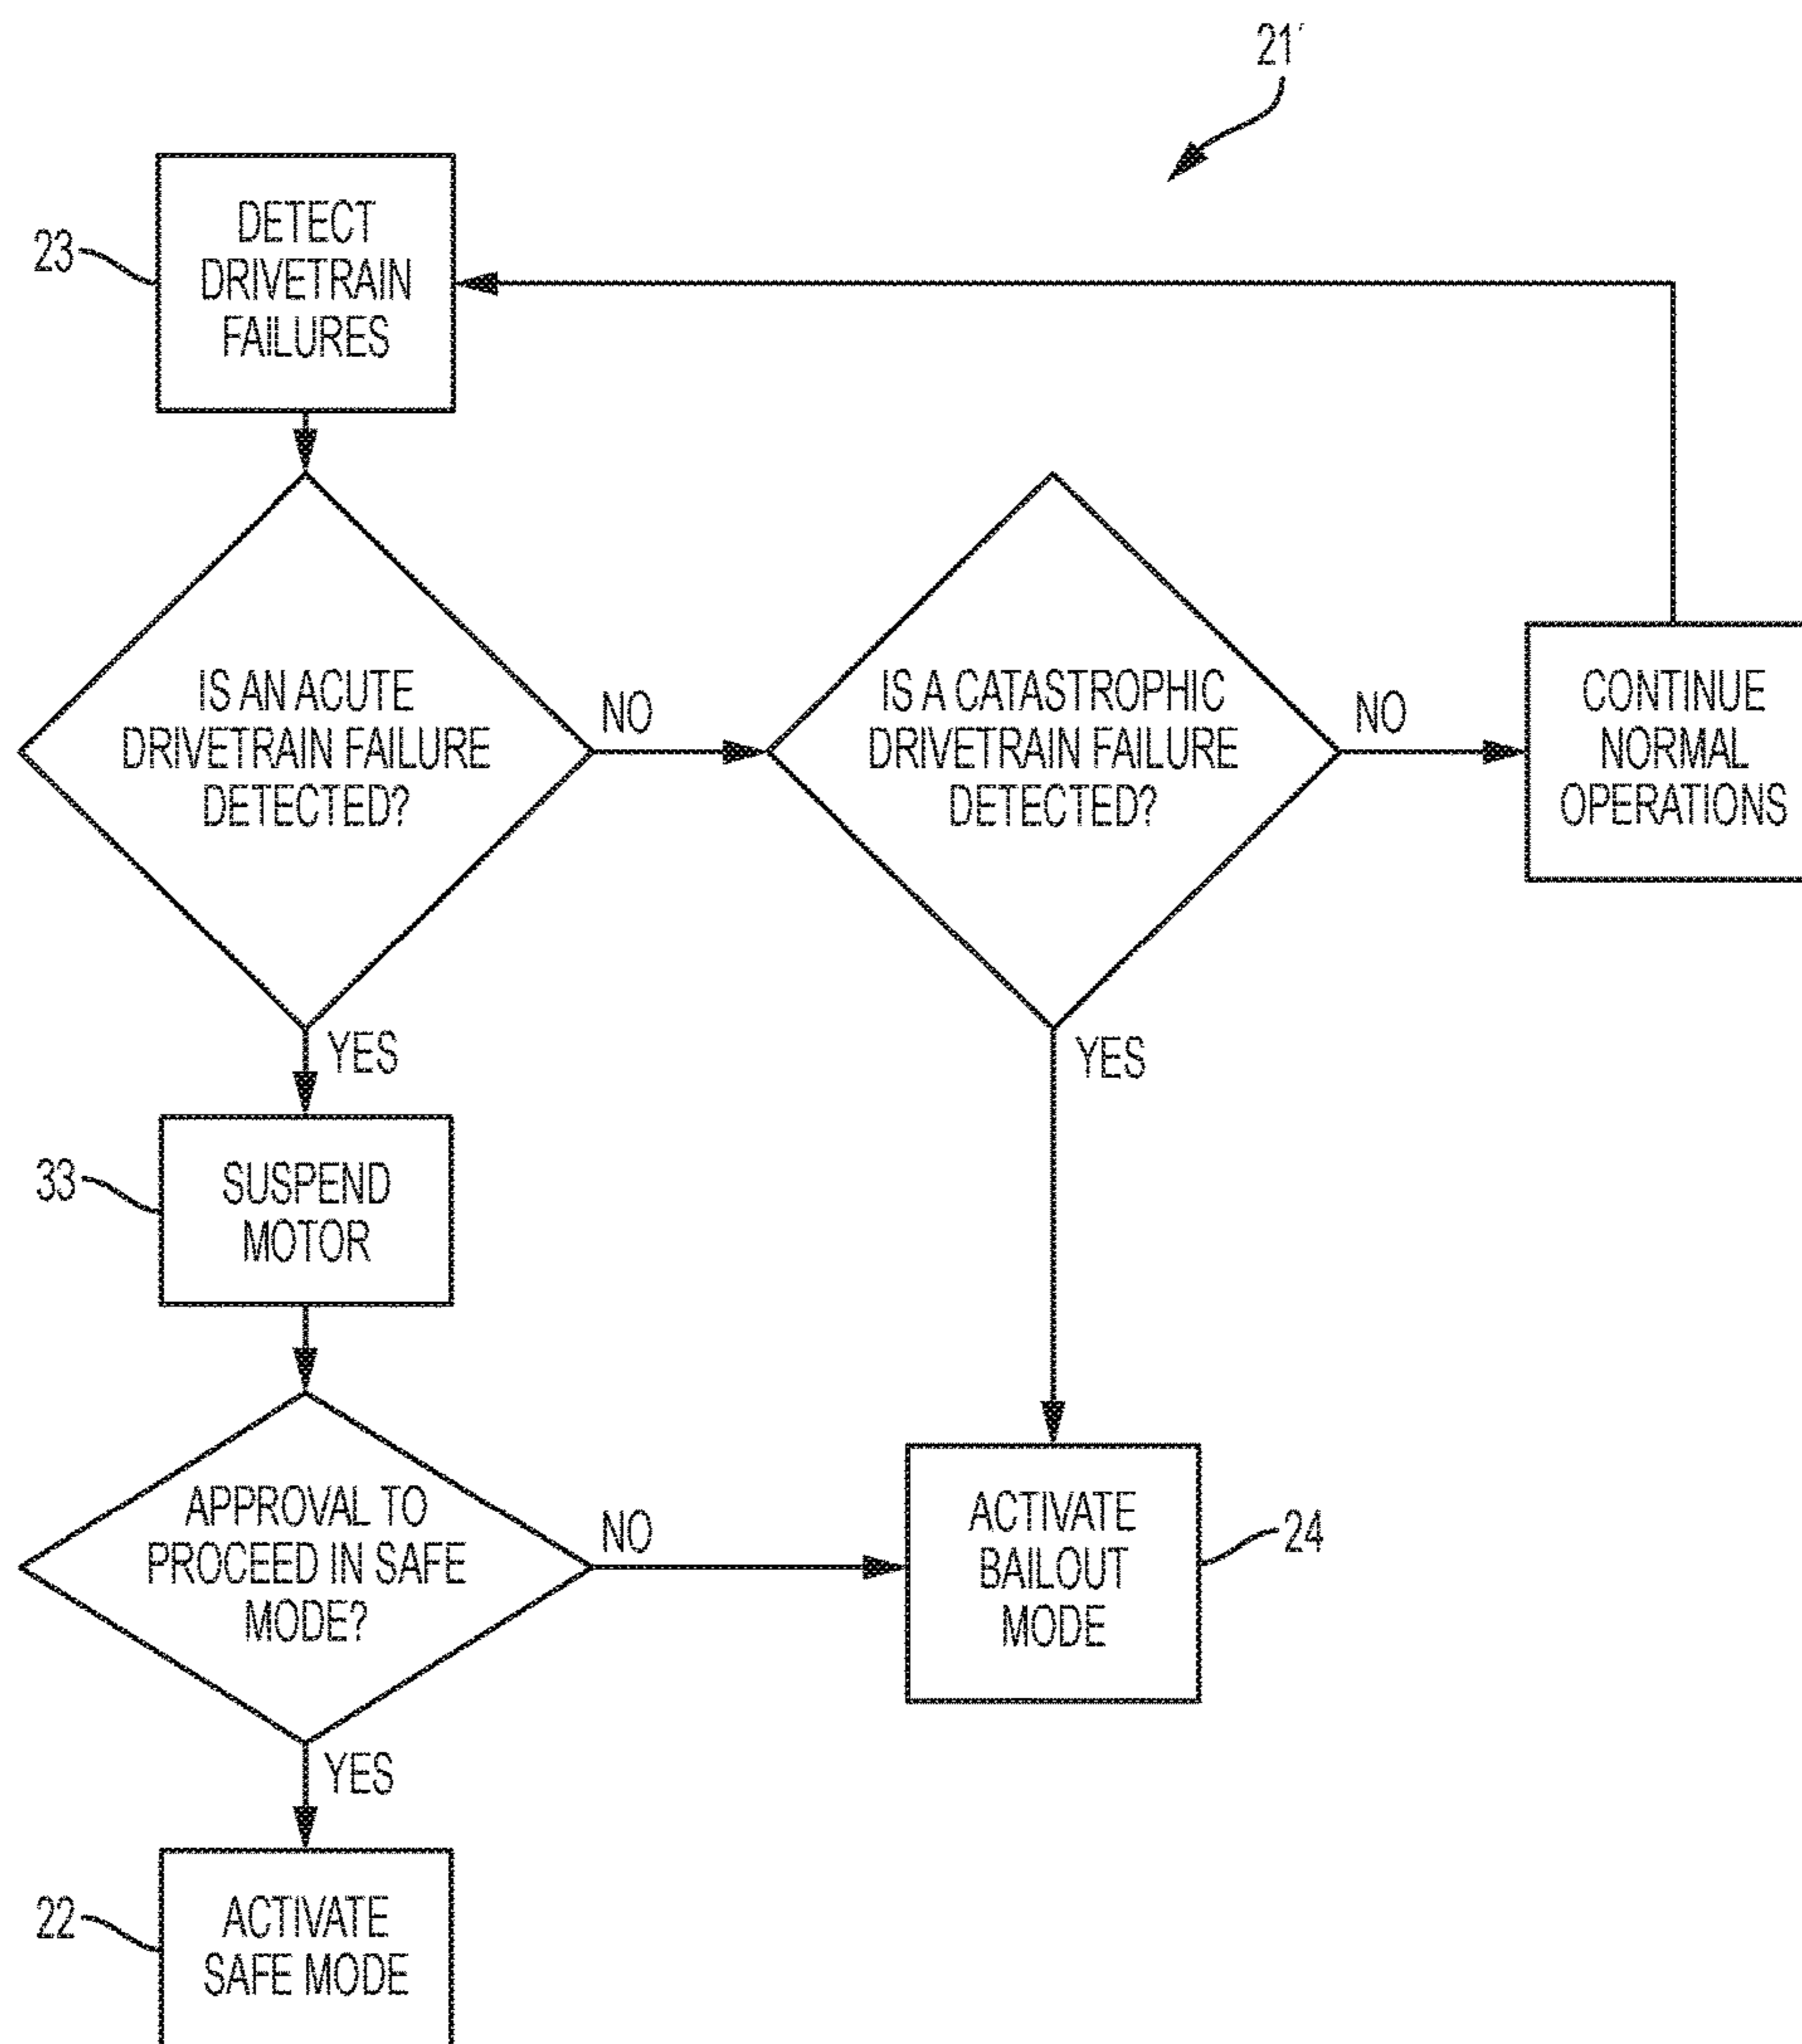 21'
23
DETECT
DRIVETRAIN
FAILURES
IS AN ACUTE
DRIVETRAIN FAILURE
DETECTED?
NO
IS A CATASTROPHIC
DRIVETRAIN FAILURE
DETECTED?
NO
CONTINUE
NORMAL
OPERATIONS
YES
YES
33
SUSPEND
MOTOR
APPROVAL TO
PROCEED IN SAFE
MODE?
NO
ACTIVATE
BAILOUT
MODE
24
YES
22
ACTIVATE
SAFE MODE